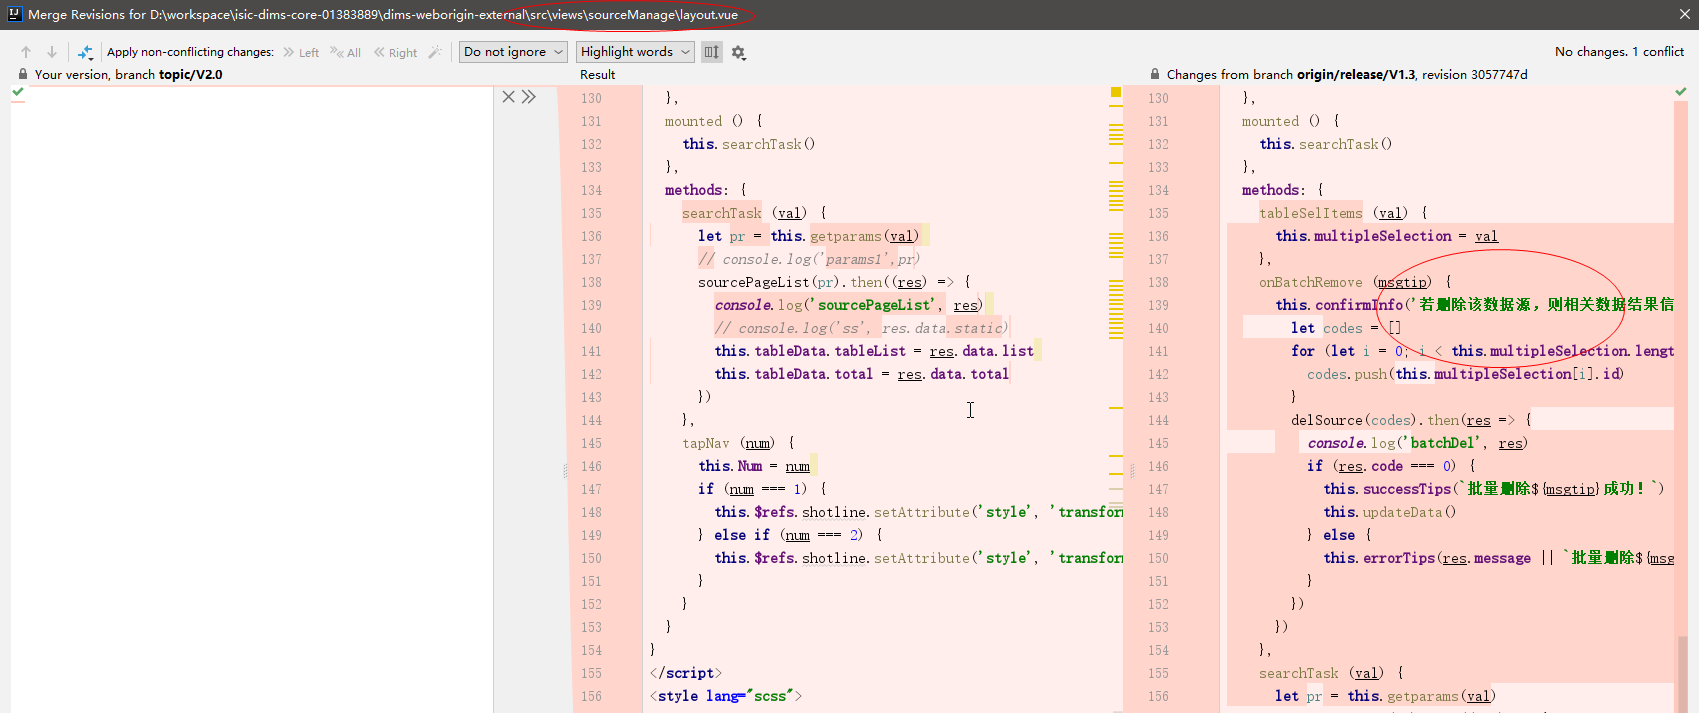 Merge Revisions for D:\workspace\isic-dims-core-01383889\dims-weborigin-external\src\views\sourceManage\layout.vue
Apply non-conflicting changes: Left All Right Do not ignore Highlight words No changes. 1 conflict
Your version, branch topic/V2.0 Result Changes from branch origin/release/V1.3, revision 3057747d
130 },
131 mounted () {
132 this.searchTask()
133 },
134 methods: {
135 searchTask (val) {
136 let pr = this.getparams(val)
137 // console.log('params1',pr)
138 sourcePageList(pr).then((res) => {
139 console.log('sourcePageList', res)
140 // console.log('ss', res.data.static)
141 this.tableData.tableList = res.data.list
142 this.tableData.total = res.data.total
143 })
144 },
145 tapNav (num) {
146 this.Num = num
147 if (num === 1) {
148 this.$refs.shotline.setAttribute('style', 'transfor
149 } else if (num === 2) {
150 this.$refs.shotline.setAttribute('style', 'transfor
151 }
152 }
153 }
154 }
155 </script>
156 <style lang="scss">
130 },
131 mounted () {
132 this.searchTask()
133 },
134 methods: {
135 tableSelItems (val) {
136 this.multipleSelection = val
137 },
138 onBatchRemove (msgtip) {
139 this.confirmInfo('若删除该数据源，则相关数据结果信
140 let codes = []
141 for (let i = 0; i < this.multipleSelection.lengt
142 codes.push(this.multipleSelection[i].id)
143 }
144 delSource(codes).then(res => {
145 console.log('batchDel', res)
146 if (res.code === 0) {
147 this.successTips(`批量删除${msgtip}成功！`)
148 this.updateData()
149 } else {
150 this.errorTips(res.message || `批量删除${msg
151 }
152 })
153 })
154 },
155 searchTask (val) {
156 let pr = this.getparams(val)